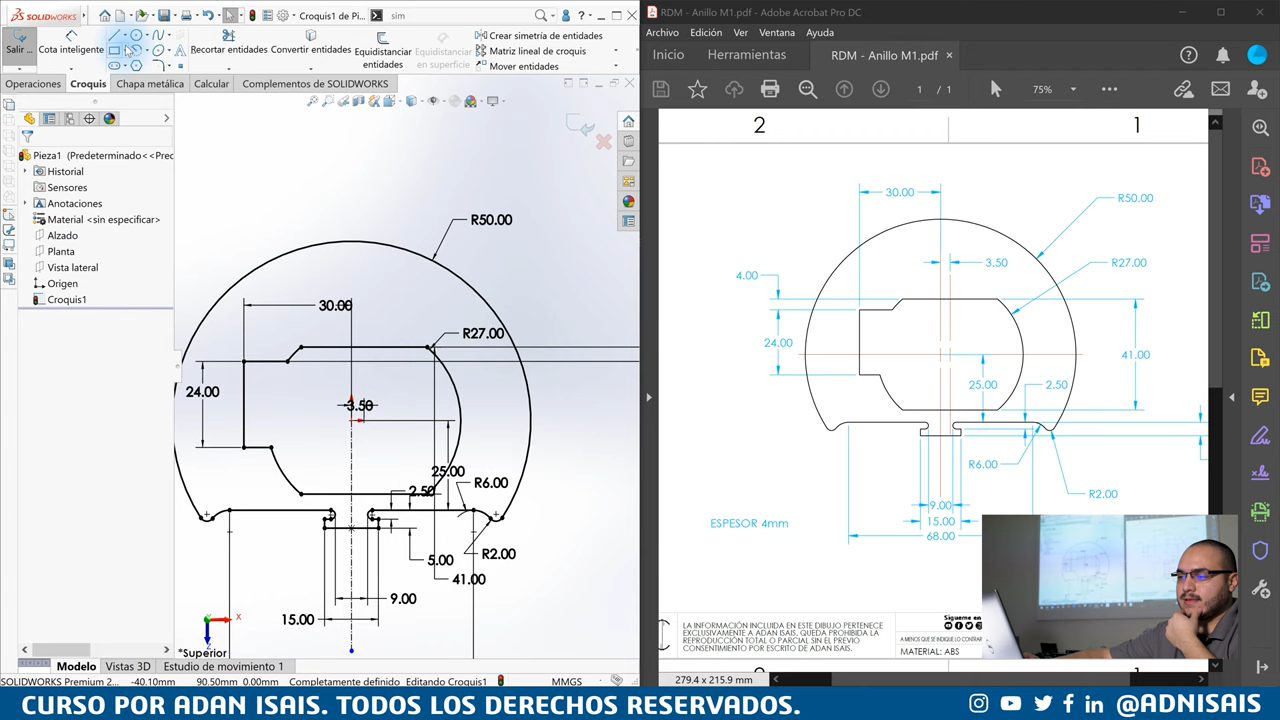 SOLIDWORKS
Croquis1 de Pi...
sim
Salir ...
Cota inteligente
Recortar entidades
Convertir entidades
Equidistanciar
entidades
Equidistanciar
en superficie
Crear simetría de entidades
Matriz lineal de croquis
Mover entidades
Operaciones
Croquis
Chapa metálica
Calcular
Complementos de SOLIDWORKS
Pieza1 (Predeterminado<<Prec
Historial
Sensores
Anotaciones
Material <sin especificar>
Alzado
Planta
Vista lateral
Origen
Croquis1
R50.00
30.00
R27.00
24.00
3.50
25.00
2.50
R6.00
R2.00
5.00
41.00
9.00
15.00
X
Z
*Superior
Modelo
Vistas 3D
Estudio de movimiento 1
SOLIDWORKS Premium 2...
-40.10mm
90.50mm
0.00mm
Completamente definido
Editando Croquis1
MMGS
RDM - Anillo M1.pdf - Adobe Acrobat Pro DC
Archivo
Edición
Ver
Ventana
Ayuda
Inicio
Herramientas
RDM - Anillo M1.pdf
1 / 1
75%
2
1
30.00
R50.00
3.50
R27.00
4.00
24.00
41.00
25.00
2.50
R6.00
R2.00
9.00
15.00
68.00
ESPESOR 4mm
LA INFORMACIÓN INCLUIDA EN ESTE DIBUJO PERTENECE
EXCLUSIVAMENTE A ADAN ISAIS. QUEDA PROHIBIDA LA
REPRODUCCIÓN TOTAL O PARCIAL SIN EL PREVIO
CONSENTIMIENTO POR ESCRITO DE ADAN ISAIS.
Sígueme en
A MENOS QUE SE INDIQUE LO CONTRAR
MATERIAL: ABS
2
1
279.4 x 215.9 mm
CURSO POR ADAN ISAIS. TODOS LOS DERECHOS RESERVADOS.
@ADNISAIS